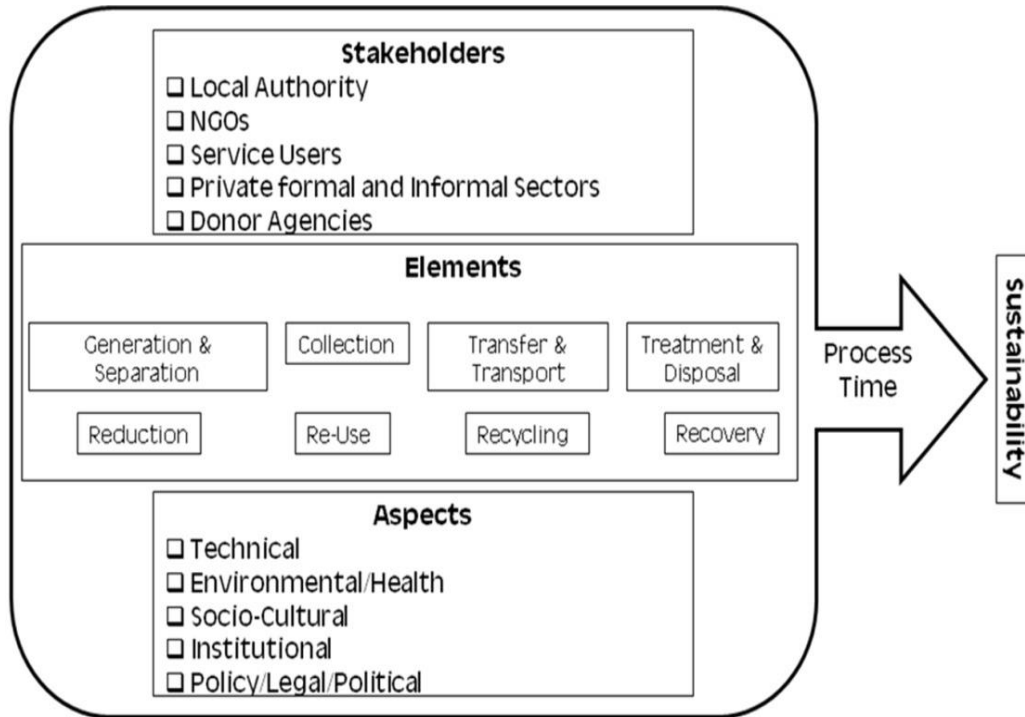 Stakeholders
❑ Local Authority
❑ NGOs
❑ Service Users
❑ Private formal and Informal Sectors
❑ Donor Agencies
Elements
Generation &
Separation
Collection
Transfer &
Transport
Treatment &
Disposal
Reduction
Re-Use
Recycling
Recovery
Aspects
❑ Technical
❑ Environmental/Health
❑ Socio-Cultural
❑ Institutional
❑ Policy/Legal/Political
Process
Time
Sustainability